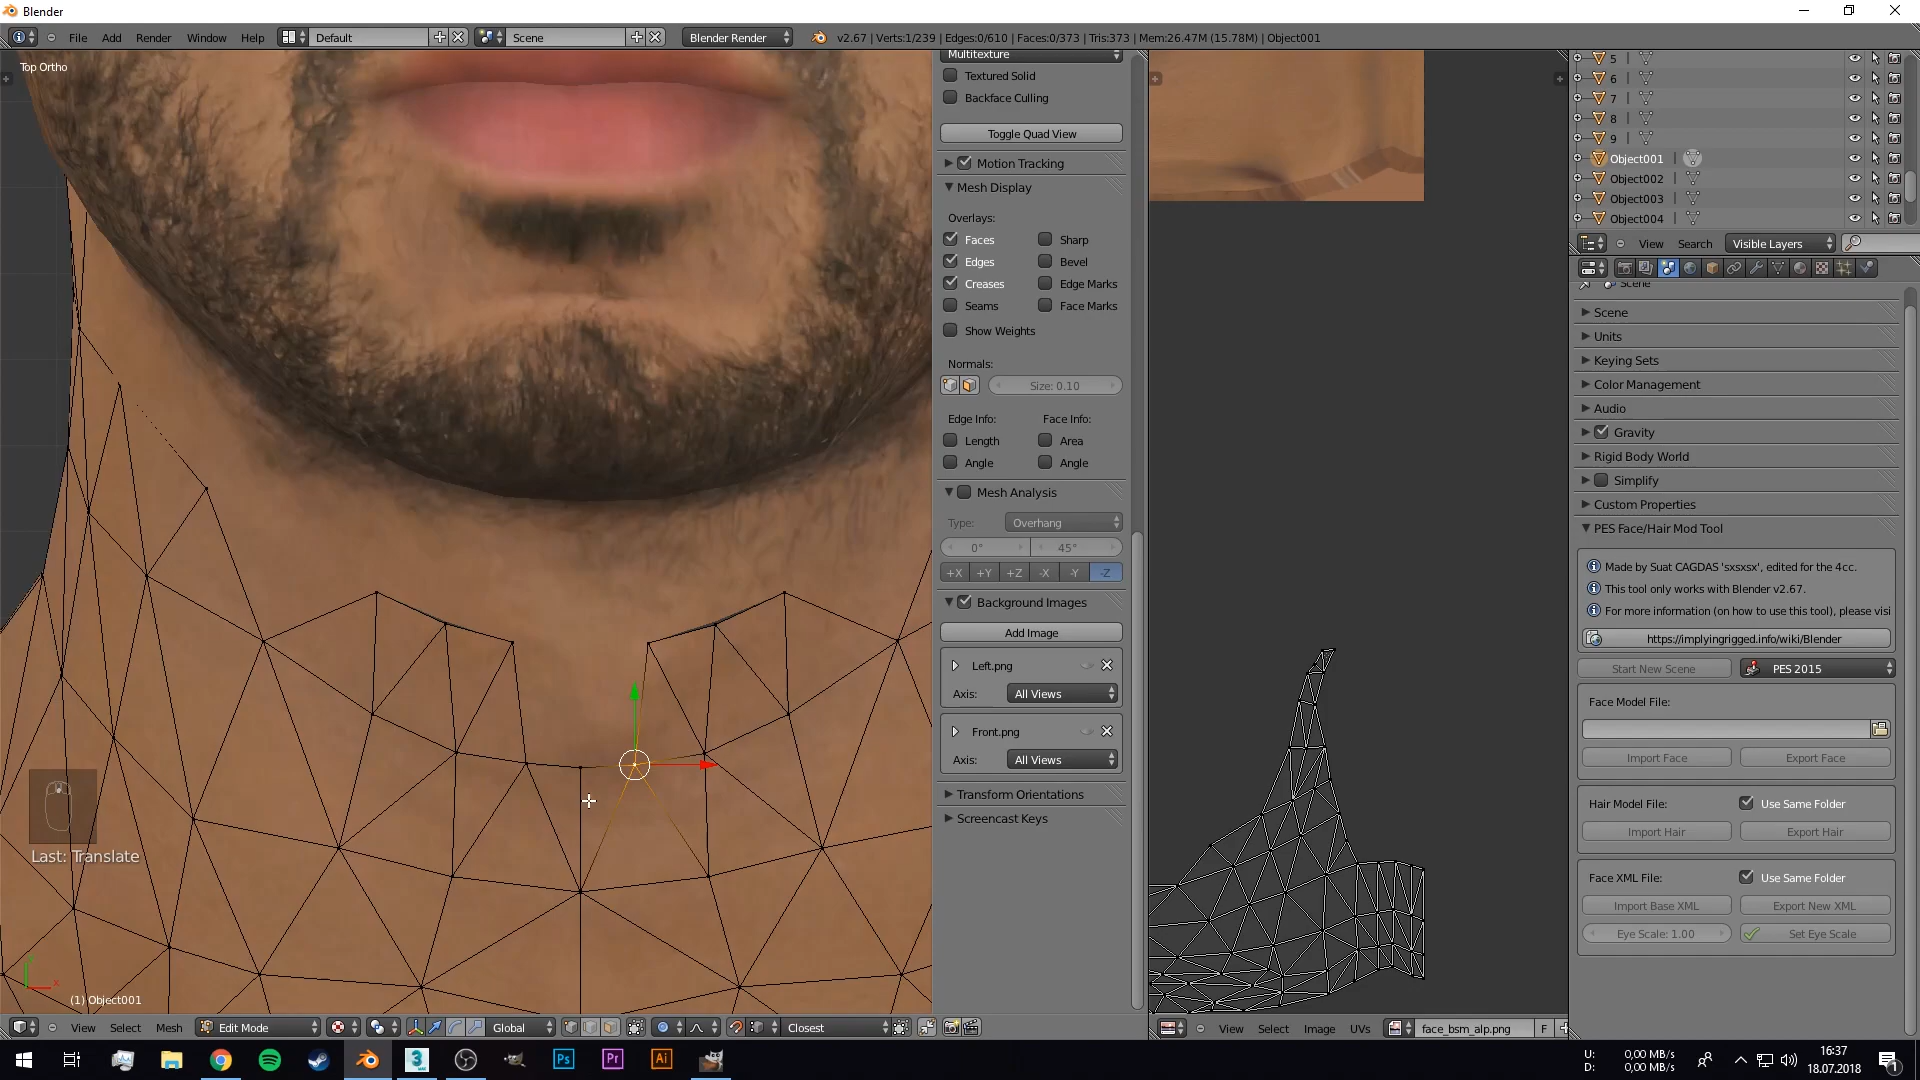 Blender
File Add Render Window Help Default Scene Blender Render v2.67 | Verts:1/239 | Edges:0/610 | Faces:0/373 | Tris:373 | Mem:26.47M (15.78M) | Object001
Top Ortho
Last: Translate
(1) Object001
View Select Mesh Edit Mode Global Closest
Multitexture
Textured Solid
Backface Culling
Toggle Quad View
Motion Tracking
Mesh Display
Overlays:
Faces Sharp
Edges Bevel
Creases Edge Marks
Seams Face Marks
Show Weights
Normals:
Size: 0.10
Edge Info: Face Info:
Length Area
Angle Angle
Mesh Analysis
Type: Overhang
0° 45°
+X +Y +Z -X -Y -Z
Background Images
Add Image
Left.png
Axis: All Views
Front.png
Axis: All Views
Transform Orientations
Screencast Keys
View Select Image UVs face_bsm_alp.png F
5
6
7
8
9
Object001
Object002
Object003
Object004
View Search Visible Layers
Scene
Scene
Units
Keying Sets
Color Management
Audio
Gravity
Rigid Body World
Simplify
Custom Properties
PES Face/Hair Mod Tool
Made by Suat CAGDAS 'sxsxsx', edited for the 4cc.
This tool only works with Blender v2.67.
For more information (on how to use this tool), please visi
https://implyingrigged.info/wiki/Blender
Start New Scene PES 2015
Face Model File:
Import Face Export Face
Hair Model File: Use Same Folder
Import Hair Export Hair
Face XML File: Use Same Folder
Import Base XML Export New XML
Eye Scale: 1.00 Set Eye Scale
3
Ps
Pr
Ai
U: 0,00 MB/s
D: 0,00 MB/s
16:37
18.07.2018
1